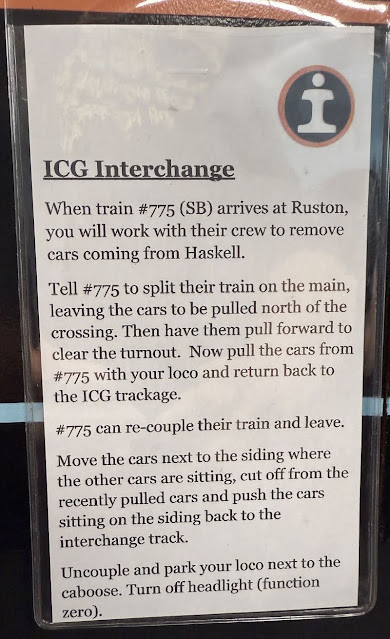 ICG Interchange
When train #775 (SB) arrives at Ruston,
you will work with their crew to remove
cars coming from Haskell.
Tell #775 to split their train on the main,
leaving the cars to be pulled north of the
crossing. Then have them pull forward to
clear the turnout.  Now pull the cars from
#775 with your loco and return back to
the ICG trackage.
#775 can re-couple their train and leave.
Move the cars next to the siding where
the other cars are sitting, cut off from the
recently pulled cars and push the cars
sitting on the siding back to the
interchange track.
Uncouple and park your loco next to the
caboose. Turn off headlight (function
zero).